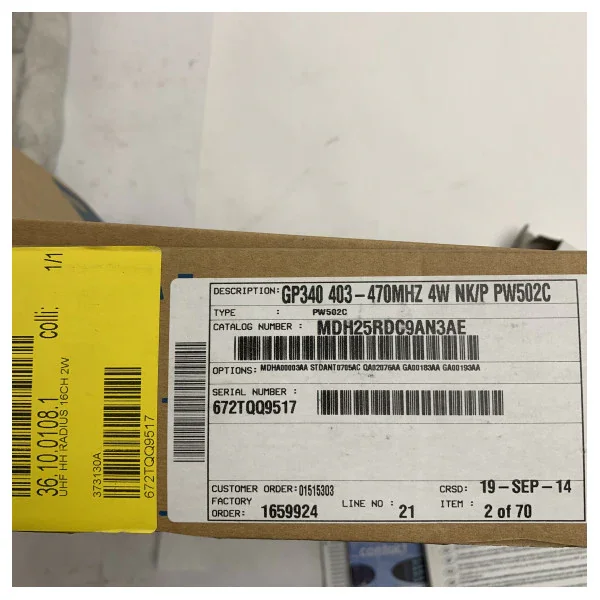 DESCRIPTION: GP340 403-470MHZ 4W NK/P PW502C
TYPE : PW502C
CATALOG NUMBER : MDH25RDC9AN3AE
OPTIONS: MDHA00003AA STDANT0705AC QA02076AA GA00183AA GA00193AA
SERIAL NUMBER :
672TQQ9517
CUSTOMER ORDER: 01515303
CRSD: 19-SEP-14
FACTORY
ORDER: 1659924 LINE NO : 21 ITEM : 2 of 70
colli: 1/1
36.10.0108.1
UHF HH RADIUS 16CH 2W
373130A
672TQQ9517